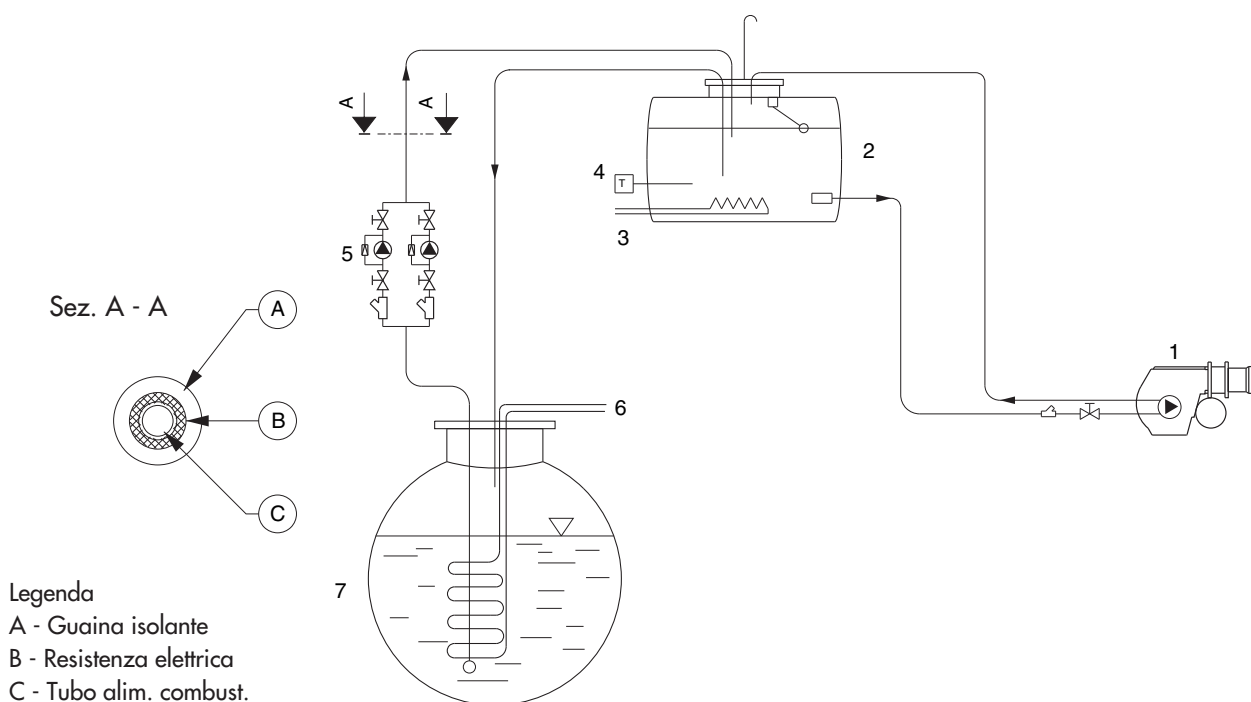 A
A
4
T
2
3
5
Sez. A - A
A
B
C
1
6
7
Legenda
A - Guaina isolante
B - Resistenza elettrica
C - Tubo alim. combust.